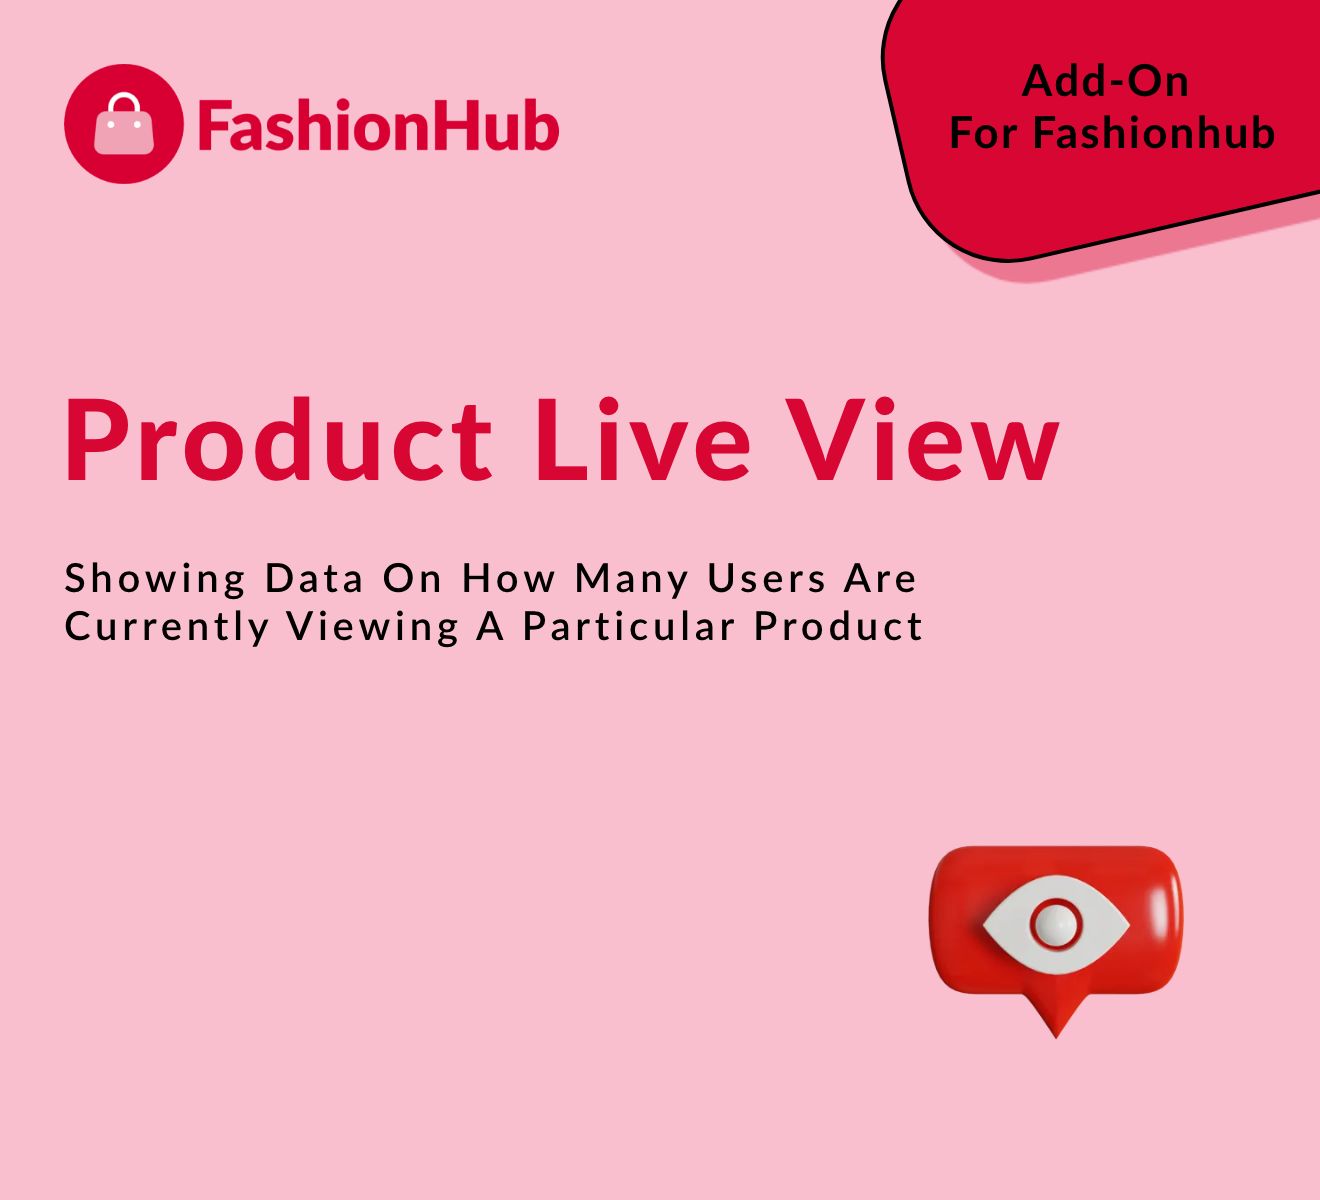 FashionHub
Add-On
For Fashionhub
Product Live View
Showing Data On How Many Users Are
Currently Viewing A Particular Product